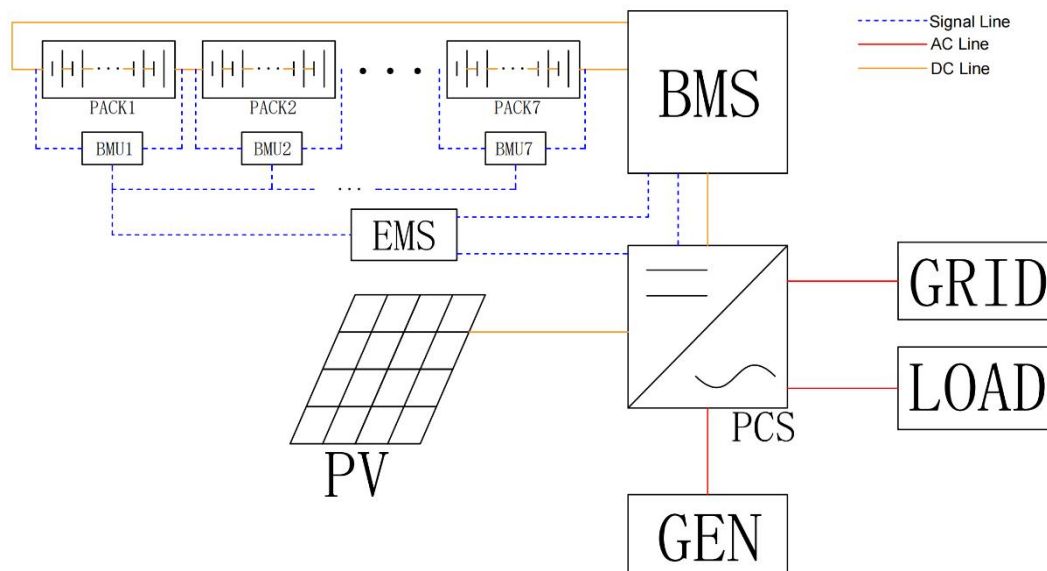 Signal Line
AC Line
DC Line
PACK1
PACK2
PACK7
BMS
BMU1
BMU2
BMU7
EMS
GRID
LOAD
PCS
PV
GEN